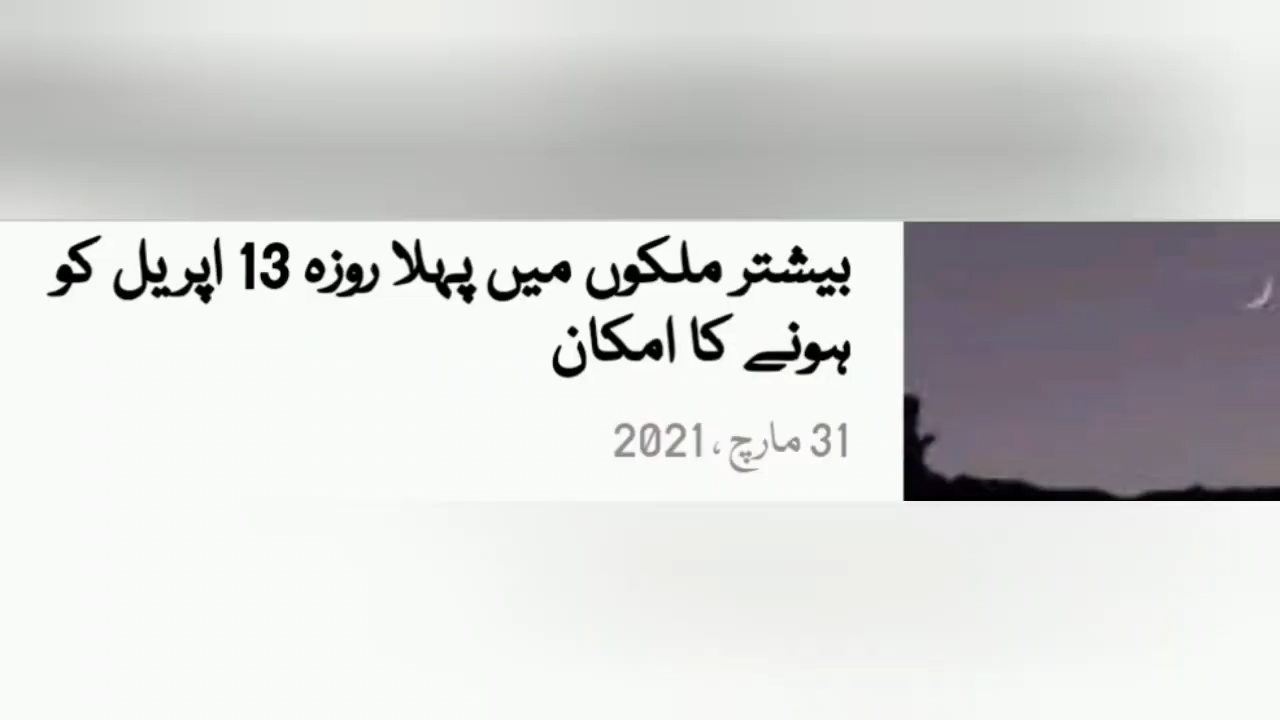 بیشتر ملکوں میں پہلا روزہ 13 اپریل کو
ہونے کا امکان
31 مارچ، 2021